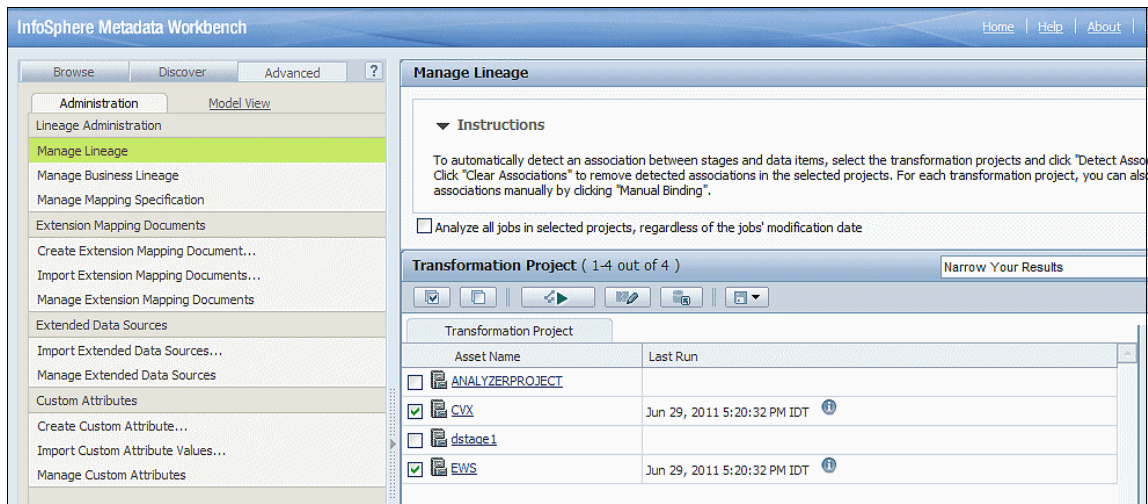 InfoSphere Metadata Workbench
Home | Help | About
Browse Discover Advanced ?
Administration Model View
Lineage Administration
Manage Lineage
Manage Business Lineage
Manage Mapping Specification
Extension Mapping Documents
Create Extension Mapping Document...
Import Extension Mapping Documents...
Manage Extension Mapping Documents
Extended Data Sources
Import Extended Data Sources...
Manage Extended Data Sources
Custom Attributes
Create Custom Attribute...
Import Custom Attribute Values...
Manage Custom Attributes
Manage Lineage
Instructions
To automatically detect an association between stages and data items, select the transformation projects and click "Detect Asso
Click "Clear Associations" to remove detected associations in the selected projects. For each transformation project, you can also
associations manually by clicking "Manual Binding".
Analyze all jobs in selected projects, regardless of the jobs' modification date
Transformation Project ( 1-4 out of 4 ) Narrow Your Results
Transformation Project
Asset Name Last Run
ANALYZERPROJECT
CVX Jun 29, 2011 5:20:32 PM IDT
dstage1
EWS Jun 29, 2011 5:20:32 PM IDT